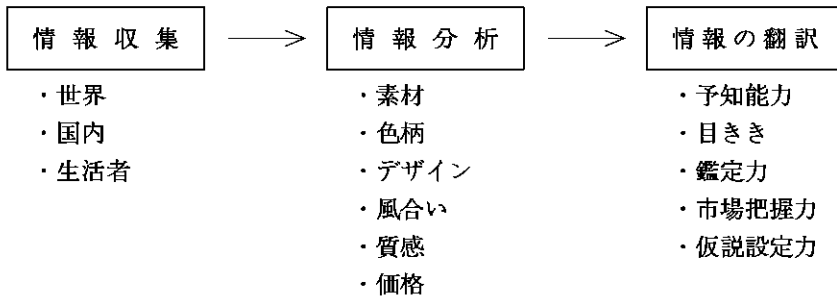 情報収集
・世界
・国内
・生活者
情報分析
・素材
・色柄
・デザイン
・風合い
・質感
・価格
情報の翻訳
・予知能力
・目きき
・鑑定力
・市場把握力
・仮説設定力